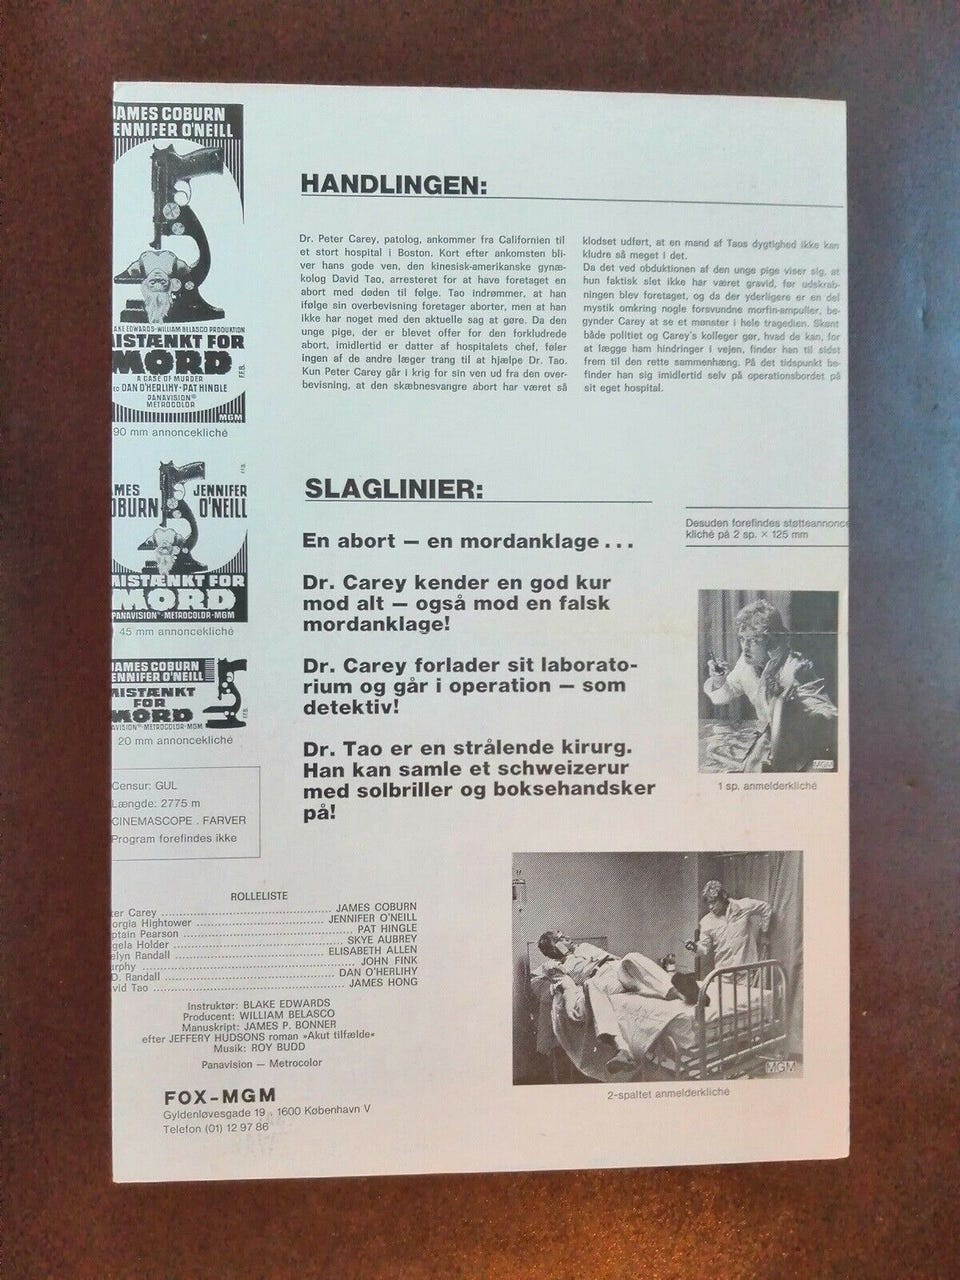 JAMES COBURN
JENNIFER O'NEILL
BLAKE EDWARDS-WILLIAM BELASCO PRODUKTION
MISTÆNKT FOR
MORD
A CASE OF MURDER
DAN O'HERLIHY · PAT HINGLE
PANAVISION®
METROCOLOR
F.F.B.
MGM
90 mm annoncekliché
MES
OBURN
JENNIFER
O'NEILL
F.F.B.
MISTÆNKT FOR
MORD
PANAVISION · METROCOLOR · MGM
45 mm annoncekliché
JAMES COBURN
JENNIFER O'NEILL
MISTÆNKT
FOR
MORD
F.F.B.
AVISION · METROCOLOR · MGM
20 mm annoncekliché
Censur: GUL
Længde: 2775 m
CINEMASCOPE . FARVER
Program forefindes ikke
HANDLINGEN:
Dr. Peter Carey, patolog, ankommer fra Californien til
et stort hospital i Boston. Kort efter ankomsten bli-
ver hans gode ven, den kinesisk-amerikanske gynæ-
kolog David Tao, arresteret for at have foretaget en
abort med døden til følge. Tao indrømmer, at han
ifølge sin overbevisning foretager aborter, men at han
ikke har noget med den aktuelle sag at gøre. Da den
unge pige, der er blevet offer for den forkludrede
abort, imidlertid er datter af hospitalets chef, føler
ingen af de andre læger trang til at hjælpe Dr. Tao.
Kun Peter Carey går i krig for sin ven ud fra den over-
bevisning, at den skæbnesvangre abort har været så
klodset udført, at en mand af Taos dygtighed ikke kan
kludre så meget i det.
Da det ved obduktionen af den unge pige viser sig, at
hun faktisk slet ikke har været gravid, før udskrab-
ningen blev foretaget, og da der yderligere er en del
mystik omkring nogle forsvundne morfin-ampuller, be-
gynder Carey at se et mønster i hele tragedien. Skønt
både politiet og Carey's kolleger gør, hvad de kan, for
at lægge ham hindringer i vejen, finder han til sidst
frem til den rette sammenhæng. På det tidspunkt be-
finder han sig imidlertid selv på operationsbordet på
sit eget hospital.
SLAGLINIER:
En abort — en mordanklage . . .
Dr. Carey kender en god kur
mod alt — også mod en falsk
mordanklage!
Dr. Carey forlader sit laborato-
rium og går i operation — som
detektiv!
Dr. Tao er en strålende kirurg.
Han kan samle et schweizerur
med solbriller og boksehandsker
på!
Desuden forefindes støtteannonce
kliché på 2 sp. × 125 mm
MGM
1 sp. anmelderkliché
MGM
2-spaltet anmelderkliché
ROLLELISTE
ter Carey ........ JAMES COBURN
orgia Hightower ........ JENNIFER O'NEILL
ptain Pearson ........ PAT HINGLE
gela Holder ........ SKYE AUBREY
elyn Randall ........ ELISABETH ALLEN
urphy ........ JOHN FINK
D. Randall ........ DAN O'HERLIHY
vid Tao ........ JAMES HONG
Instruktør: BLAKE EDWARDS
Producent: WILLIAM BELASCO
Manuskript: JAMES P. BONNER
efter JEFFERY HUDSONS roman »Akut tilfælde«
Musik: ROY BUDD
Panavision — Metrocolor
FOX-MGM
Gyldenløvesgade 19 . 1600 København V
Telefon (01) 12 97 86